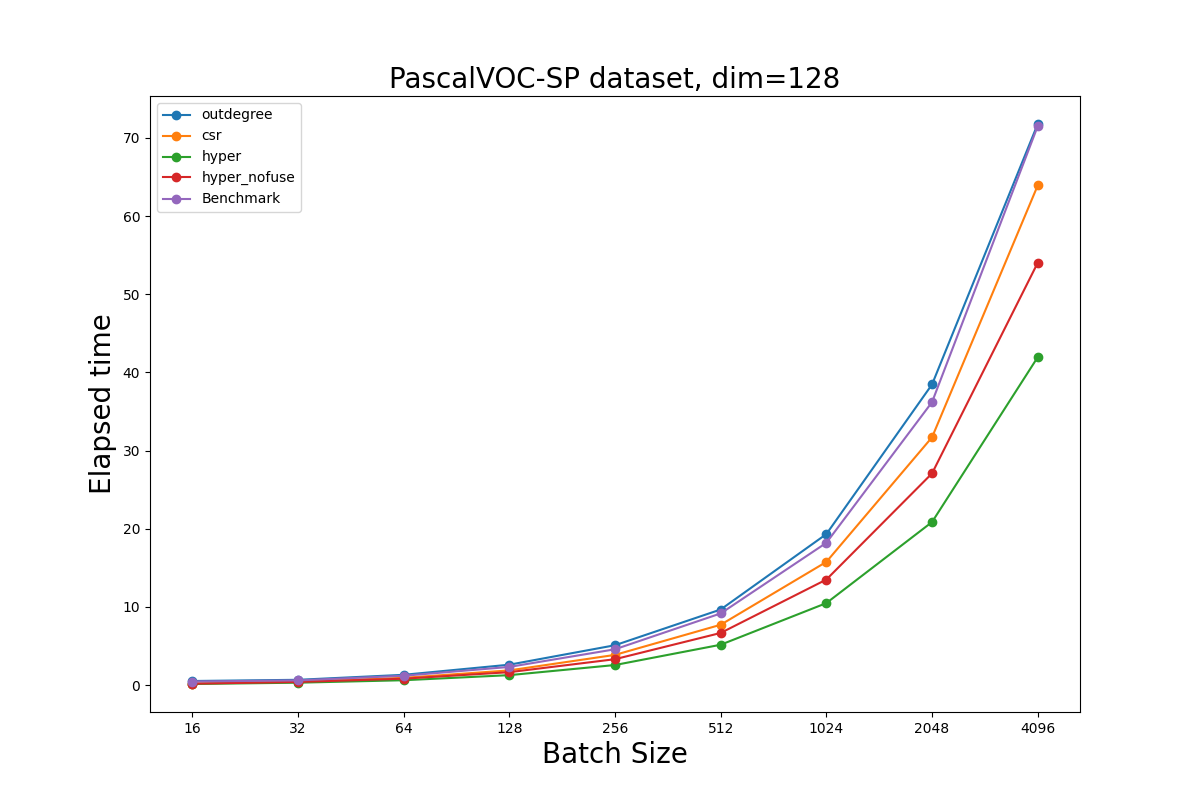 PascalVOC-SP dataset, dim=128
outdegree
csr
hyper
hyper_nofuse
Benchmark
70
60
50
40
30
20
10
0
Elapsed time
16 32 64 128 256 512 1024 2048 4096
Batch Size